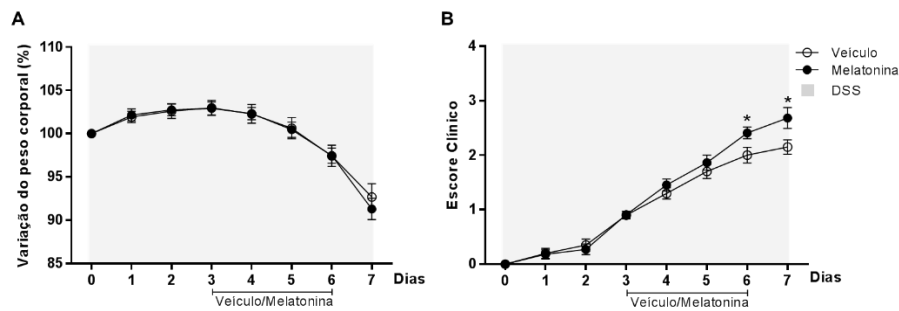 A
Variação do peso corporal (%)
110
105
100
95
90
85
0 1 2 3 4 5 6 7 Dias
Veículo/Melatonina
B
Escore Clínico
4
3
2
1
0
* *
0 1 2 3 4 5 6 7 Dias
Veículo/Melatonina
Veículo
Melatonina
DSS